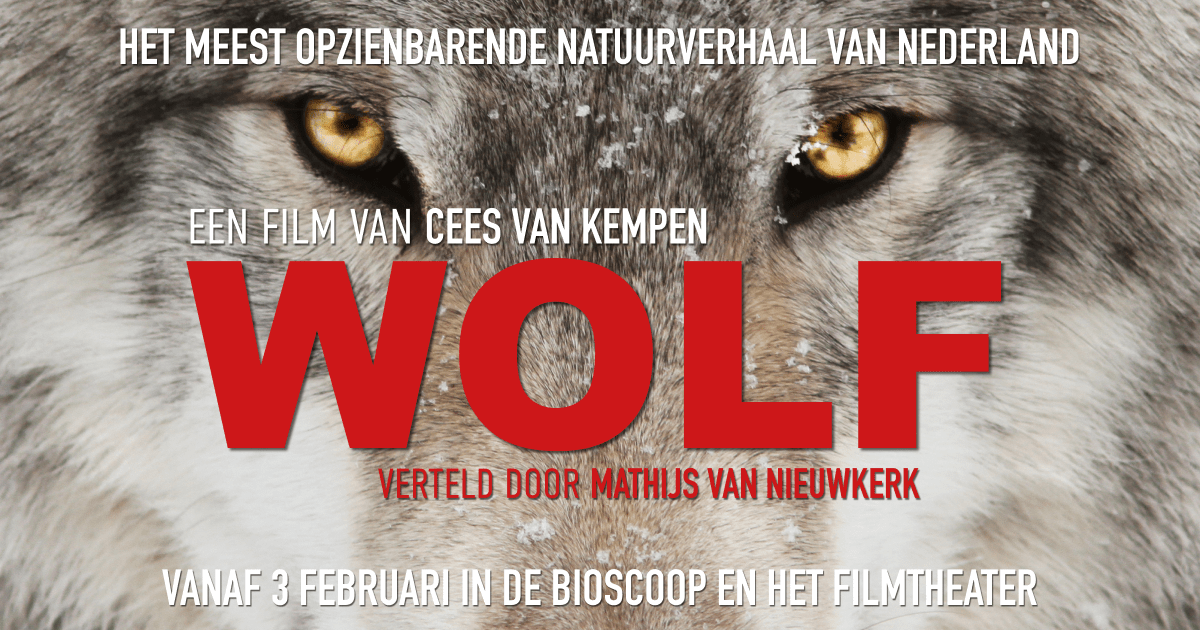 HET MEEST OPZIENBARENDE NATUURVERHAAL VAN NEDERLAND
EEN FILM VAN CEES VAN KEMPEN
WOLF
VERTELD DOOR MATHIJS VAN NIEUWKERK
VANAF 3 FEBRUARI IN DE BIOSCOOP EN HET FILMTHEATER